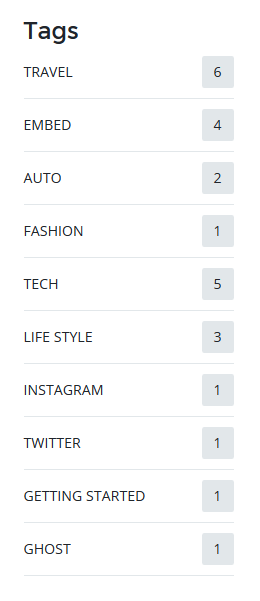 Tags
TRAVEL 6
EMBED 4
AUTO 2
FASHION 1
TECH 5
LIFE STYLE 3
INSTAGRAM 1
TWITTER 1
GETTING STARTED 1
GHOST 1